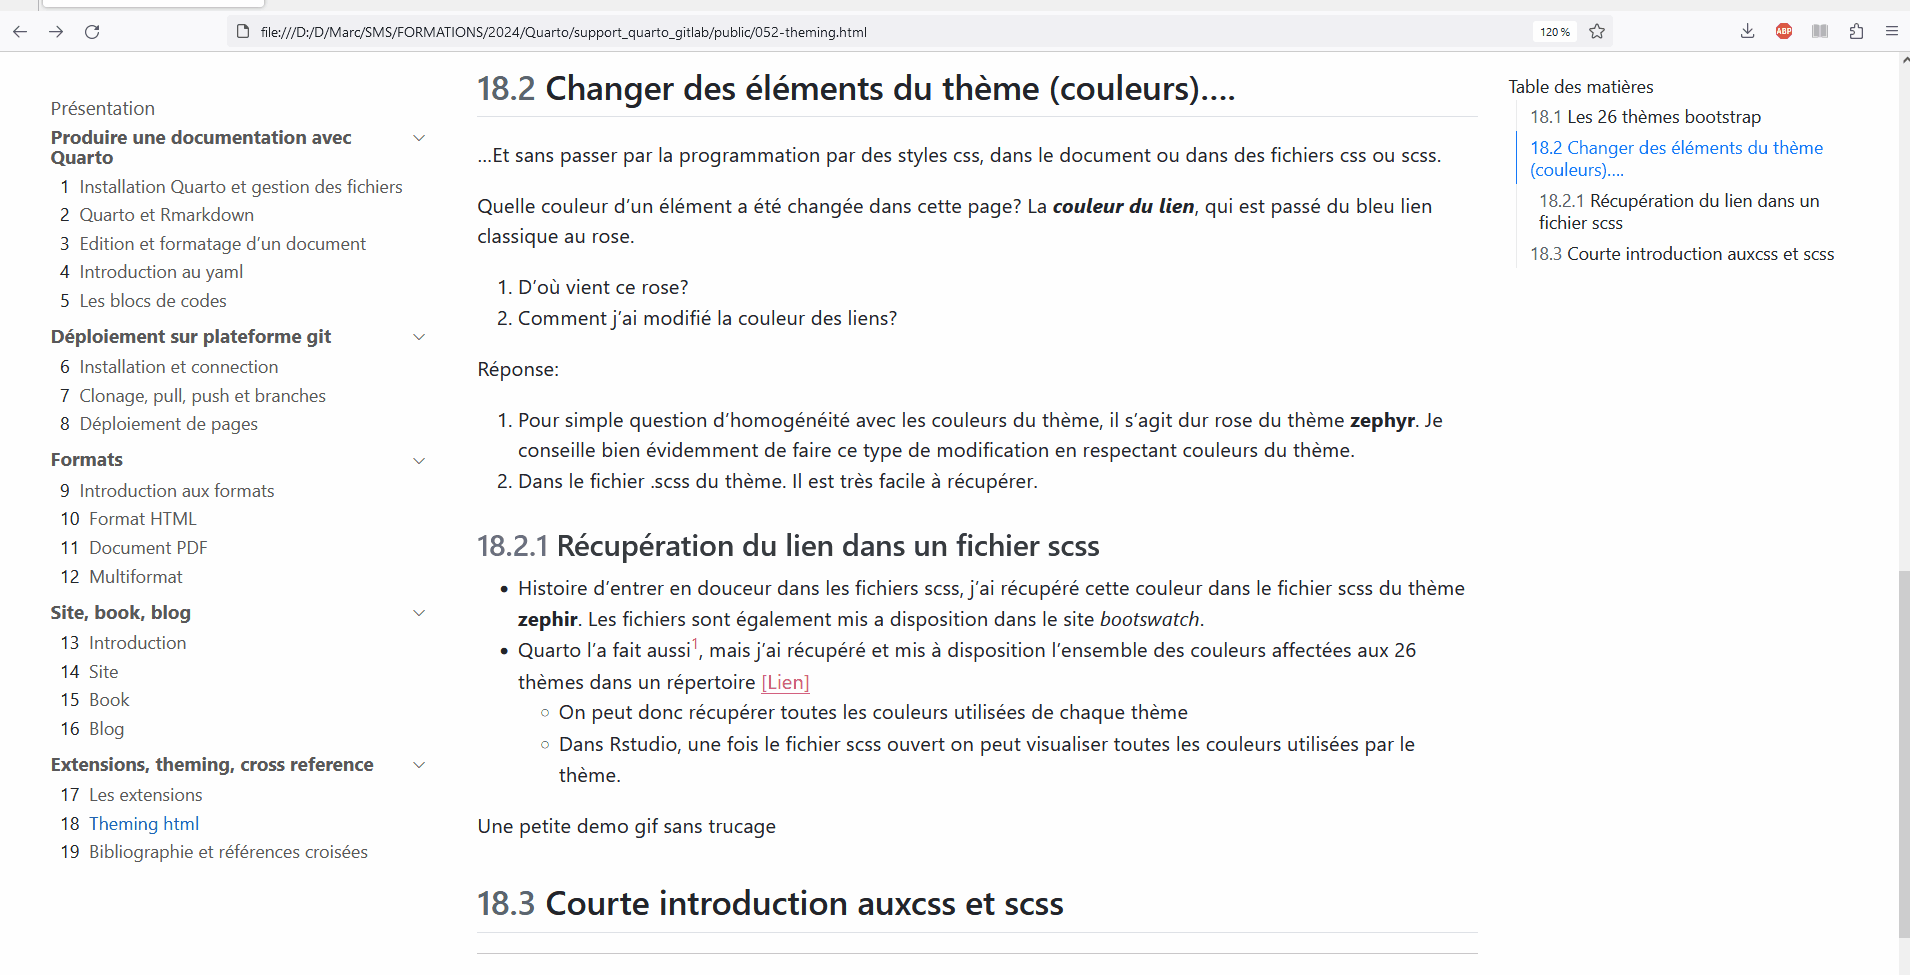 file:///D:/D/Marc/SMS/FORMATIONS/2024/Quarto/support_quarto_gitlab/public/052-theming.html
120 %
ABP
Présentation
Produire une documentation avec
Quarto
1 Installation Quarto et gestion des fichiers
2 Quarto et Rmarkdown
3 Edition et formatage d’un document
4 Introduction au yaml
5 Les blocs de codes
Déploiement sur plateforme git
6 Installation et connection
7 Clonage, pull, push et branches
8 Déploiement de pages
Formats
9 Introduction aux formats
10 Format HTML
11 Document PDF
12 Multiformat
Site, book, blog
13 Introduction
14 Site
15 Book
16 Blog
Extensions, theming, cross reference
17 Les extensions
18 Theming html
19 Bibliographie et références croisées
18.2 Changer des éléments du thème (couleurs)….
…Et sans passer par la programmation par des styles css, dans le document ou dans des fichiers css ou scss.
Quelle couleur d’un élément a été changée dans cette page? La couleur du lien, qui est passé du bleu lien
classique au rose.
1. D’où vient ce rose?
2. Comment j’ai modifié la couleur des liens?
Réponse:
1. Pour simple question d’homogénéité avec les couleurs du thème, il s’agit dur rose du thème zephyr. Je
conseille bien évidemment de faire ce type de modification en respectant couleurs du thème.
2. Dans le fichier .scss du thème. Il est très facile à récupérer.
18.2.1 Récupération du lien dans un fichier scss
• Histoire d’entrer en douceur dans les fichiers scss, j’ai récupéré cette couleur dans le fichier scss du thème
zephir. Les fichiers sont également mis a disposition dans le site bootswatch.
• Quarto l’a fait aussi1, mais j’ai récupéré et mis à disposition l’ensemble des couleurs affectées aux 26
thèmes dans un répertoire [Lien]
◦ On peut donc récupérer toutes les couleurs utilisées de chaque thème
◦ Dans Rstudio, une fois le fichier scss ouvert on peut visualiser toutes les couleurs utilisées par le
thème.
Une petite demo gif sans trucage
18.3 Courte introduction auxcss et scss
Table des matières
18.1 Les 26 thèmes bootstrap
18.2 Changer des éléments du thème
(couleurs)….
18.2.1 Récupération du lien dans un
fichier scss
18.3 Courte introduction auxcss et scss